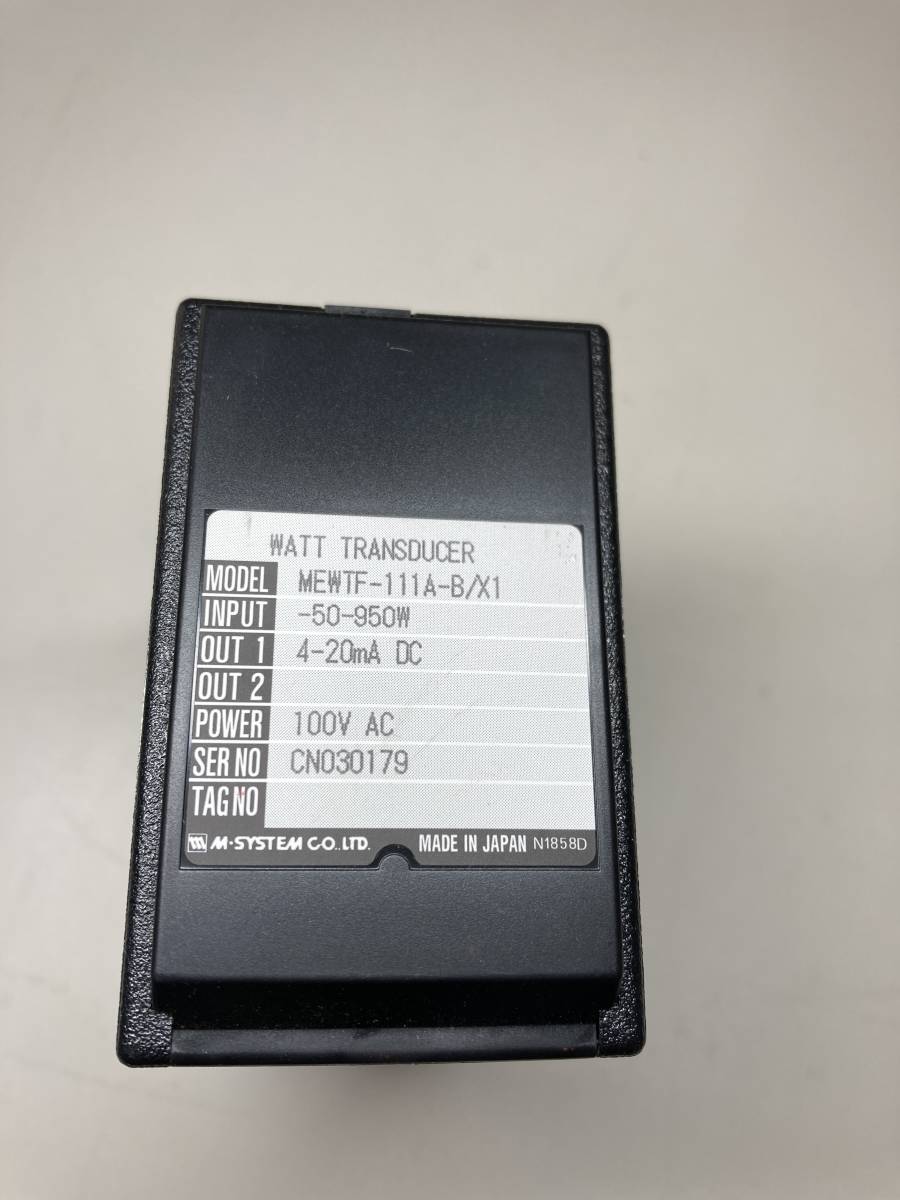 WATT TRANSDUCER
MODEL MEWTF-111A-B/X1
INPUT -50-950W
OUT 1 4-20mA DC
OUT 2
POWER 100V AC
SER NO CN030179
TAG NO
M-SYSTEM CO.,LTD. MADE IN JAPAN N1858D